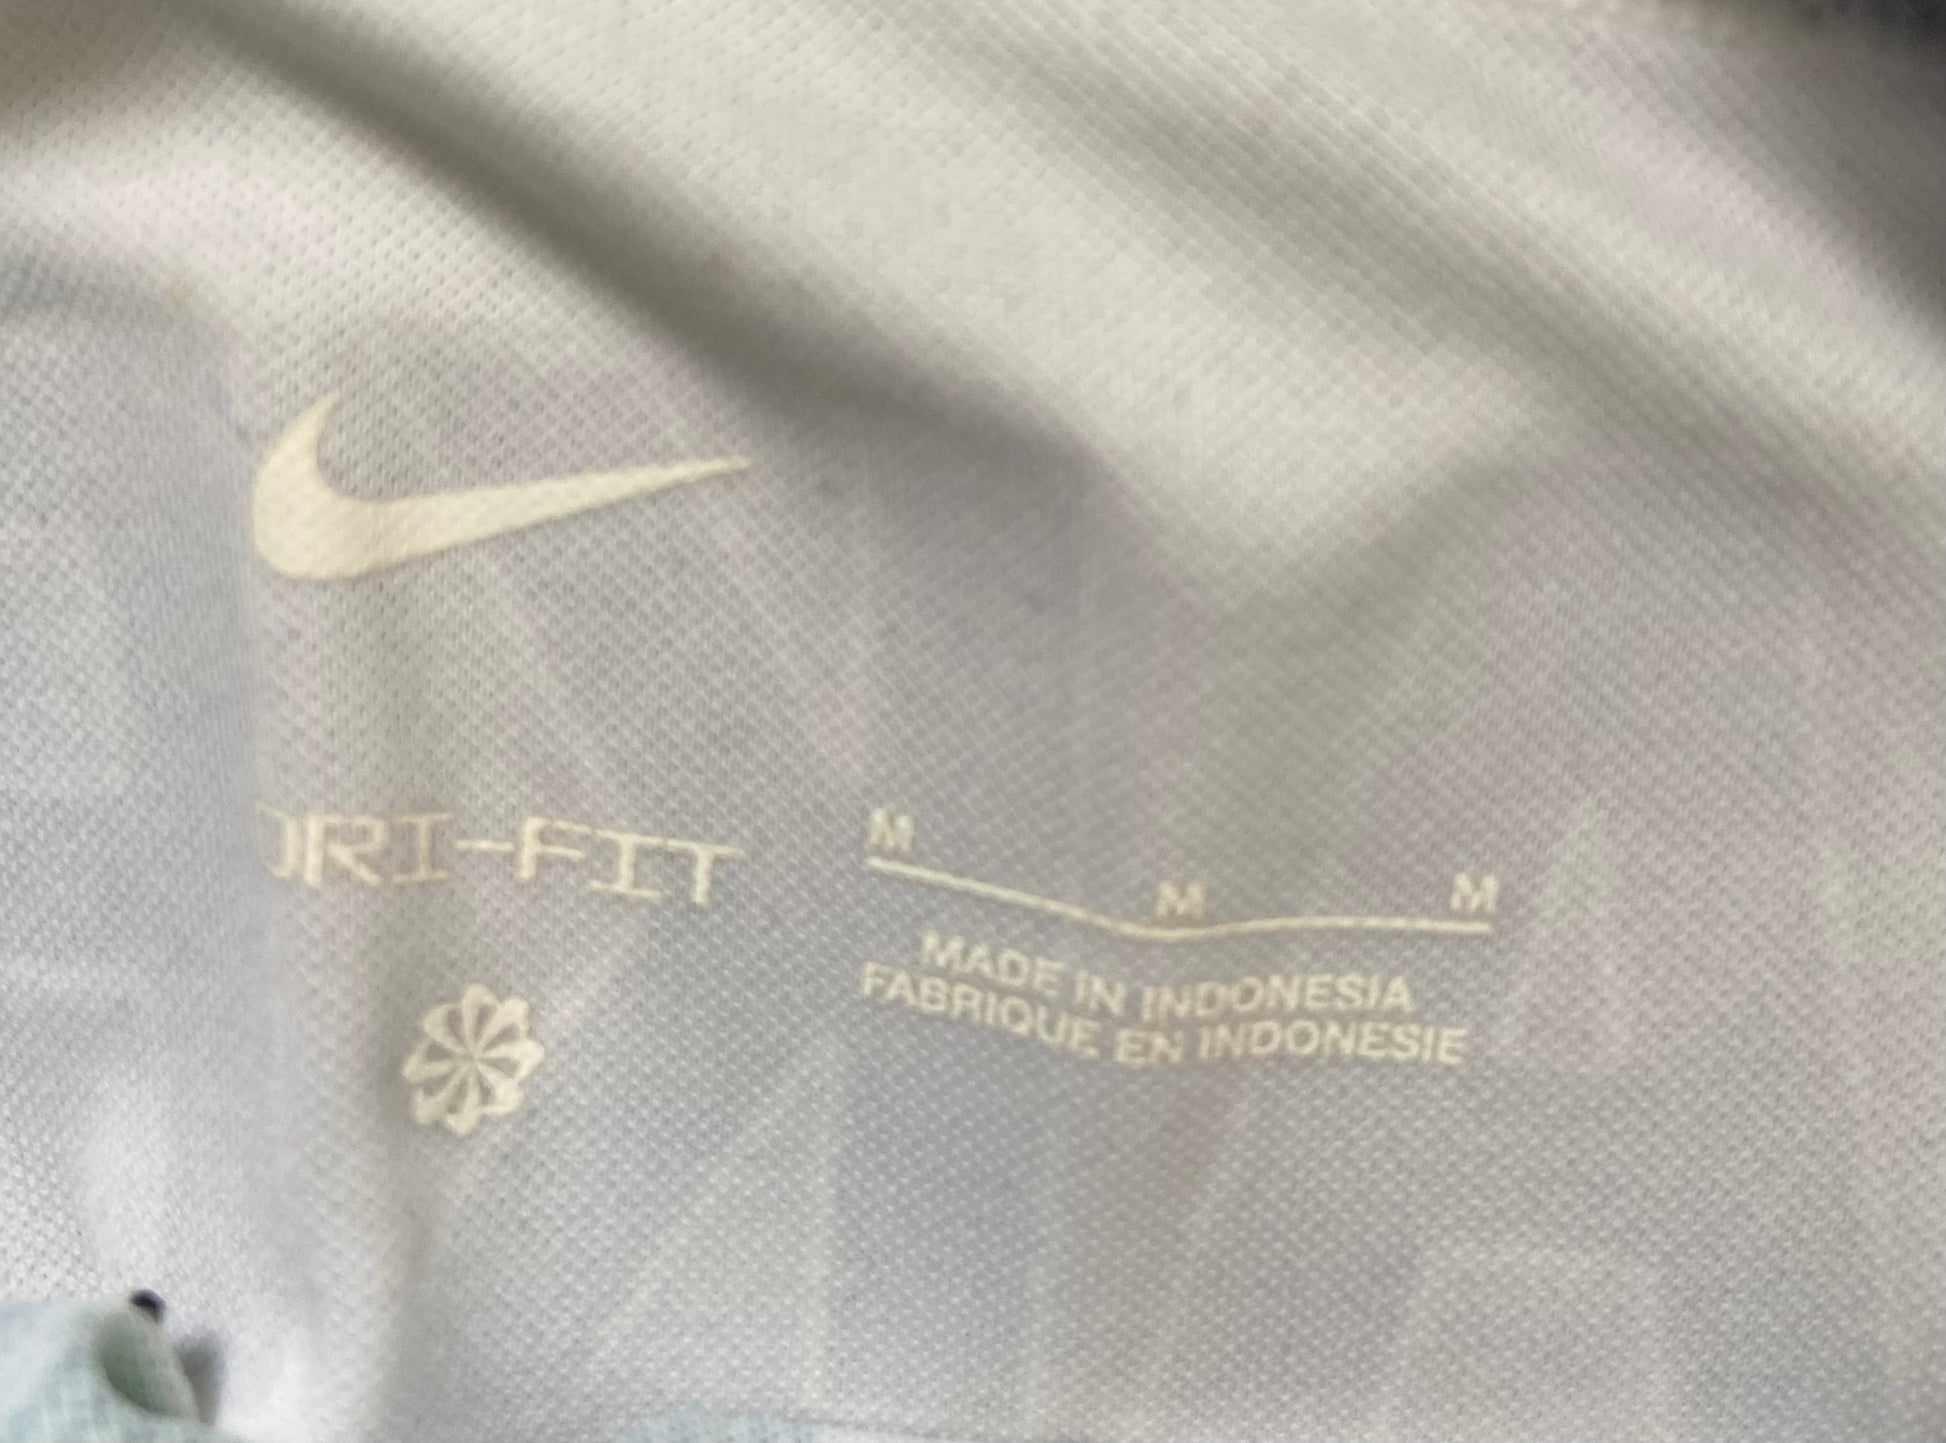 DRI-FIT
M M M
MADE IN INDONESIA
FABRIQUE EN INDONESIE